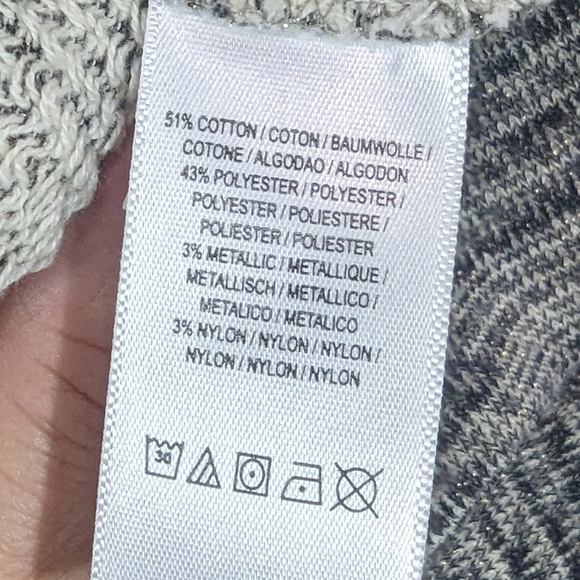 51% COTTON / COTON / BAUMWOLLE /
COTONE / ALGODAO / ALGODON
43% POLYESTER / POLYESTER /
POLYESTER / POLIESTERE /
POLIESTER / POLIESTER
3% METALLIC / METALLIQUE /
METALLISCH / METALLICO /
METALICO / METALICO
3% NYLON / NYLON / NYLON /
NYLON / NYLON / NYLON
30